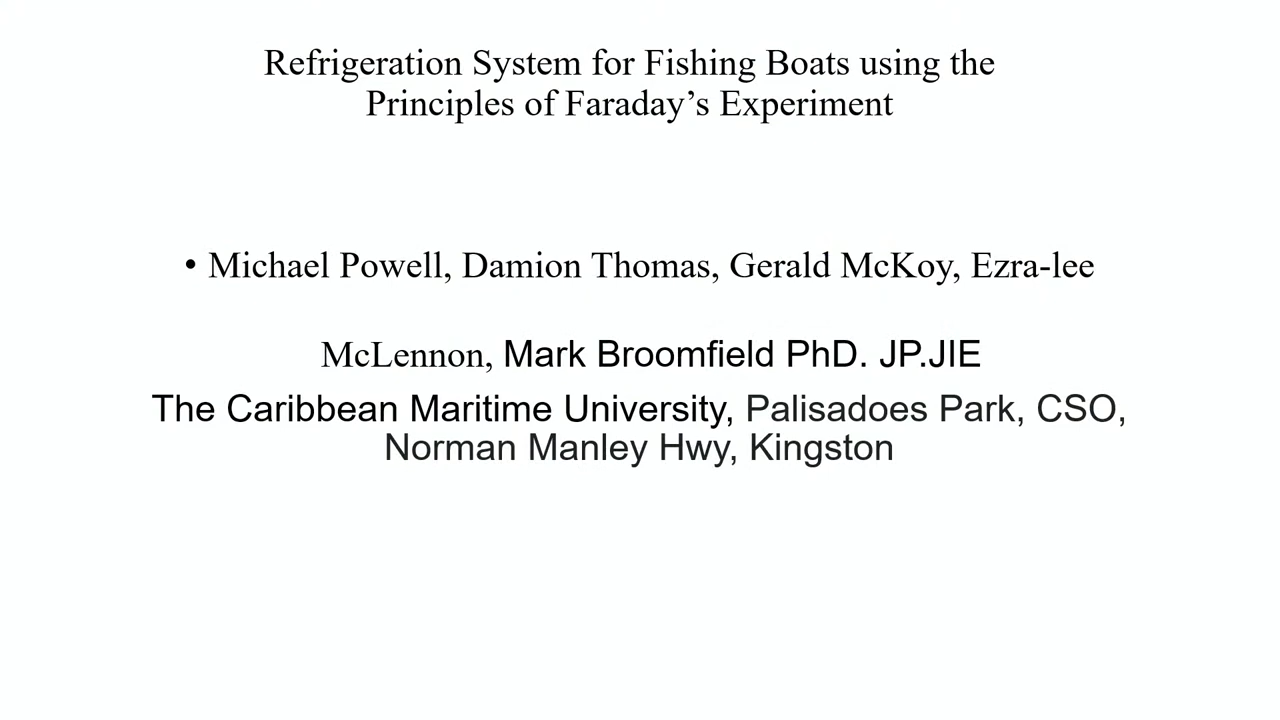 Refrigeration System for Fishing Boats using the
Principles of Faraday’s Experiment
• Michael Powell, Damion Thomas, Gerald McKoy, Ezra-lee
McLennon, Mark Broomfield PhD. JP.JIE
The Caribbean Maritime University, Palisadoes Park, CSO,
Norman Manley Hwy, Kingston